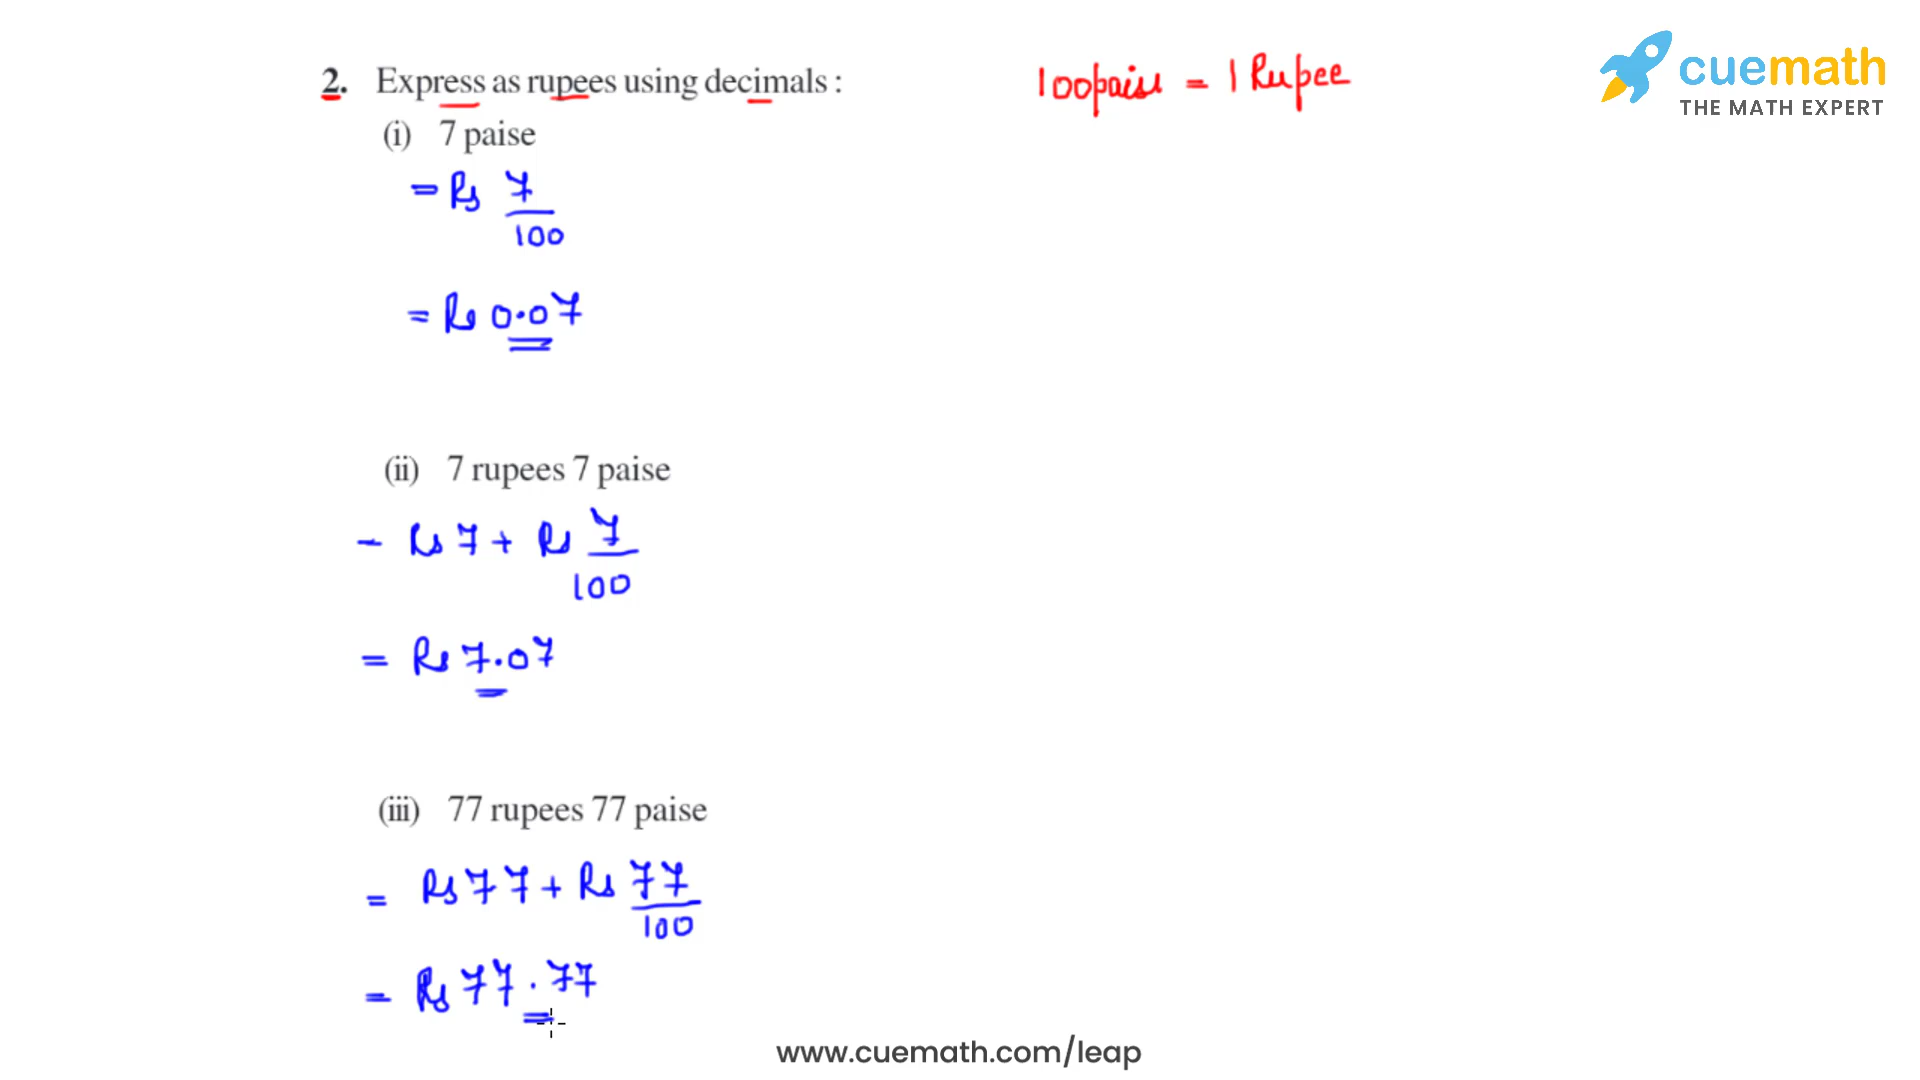 2. Express as rupees using decimals :
100paise = 1 Rupee
cuemath
THE MATH EXPERT
(i) 7 paise
= Rs 7/100
= Rs 0.07
(ii) 7 rupees 7 paise
- Rs 7 + Rs 7/100
= Rs 7.07
(iii) 77 rupees 77 paise
= Rs 77 + Rs 77/100
= Rs 77.77
www.cuemath.com/leap